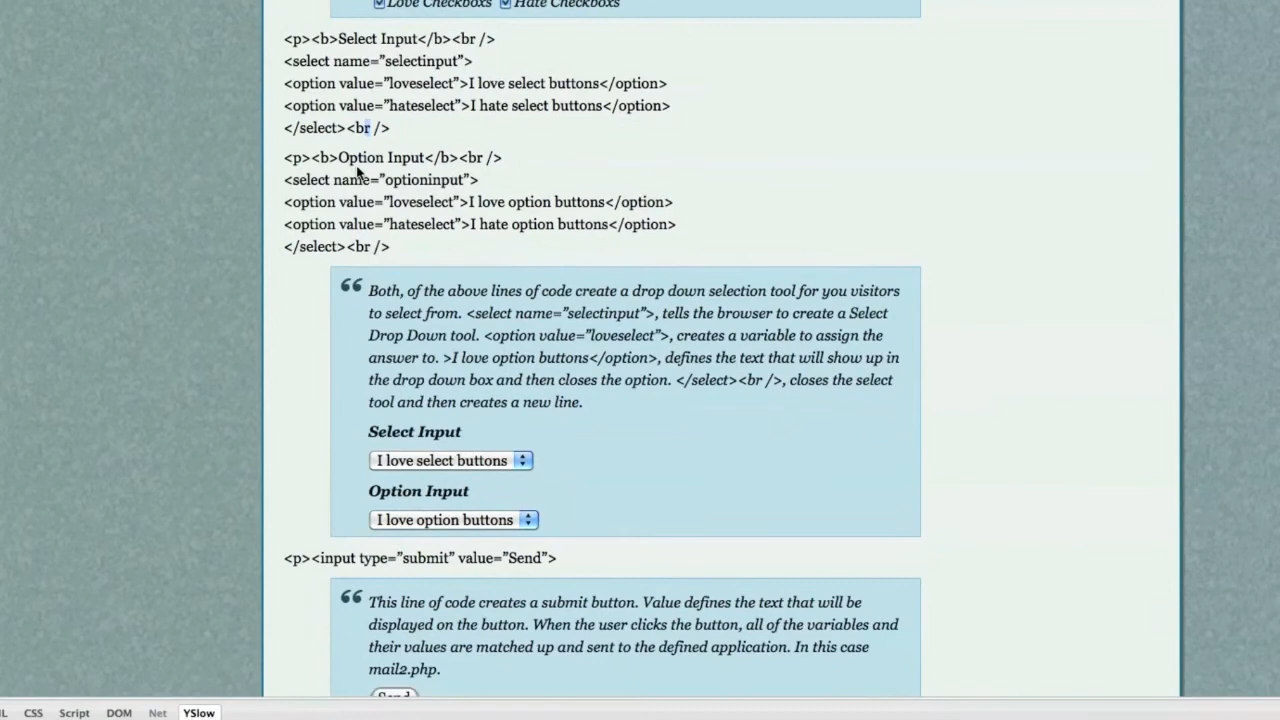 Love Checkboxs Hate Checkboxs
<p><b>Select Input</b><br />
<select name=”selectinput”>
<option value=”loveselect”>I love select buttons</option>
<option value=”hateselect”>I hate select buttons</option>
</select><br />
<p><b>Option Input</b><br />
<select name=”optioninput”>
<option value=”loveselect”>I love option buttons</option>
<option value=”hateselect”>I hate option buttons</option>
</select><br />
“ Both, of the above lines of code create a drop down selection tool for you visitors
to select from. <select name=”selectinput”>, tells the browser to create a Select
Drop Down tool. <option value=”loveselect”>, creates a variable to assign the
answer to. >I love option buttons</option>, defines the text that will show up in
the drop down box and then closes the option. </select><br />, closes the select
tool and then creates a new line.
Select Input
I love select buttons
Option Input
I love option buttons
<p><input type=”submit” value=”Send”>
“ This line of code creates a submit button. Value defines the text that will be
displayed on the button. When the user clicks the button, all of the variables and
their values are matched up and sent to the defined application. In this case
mail2.php.
Send
CSS Script DOM Net YSlow